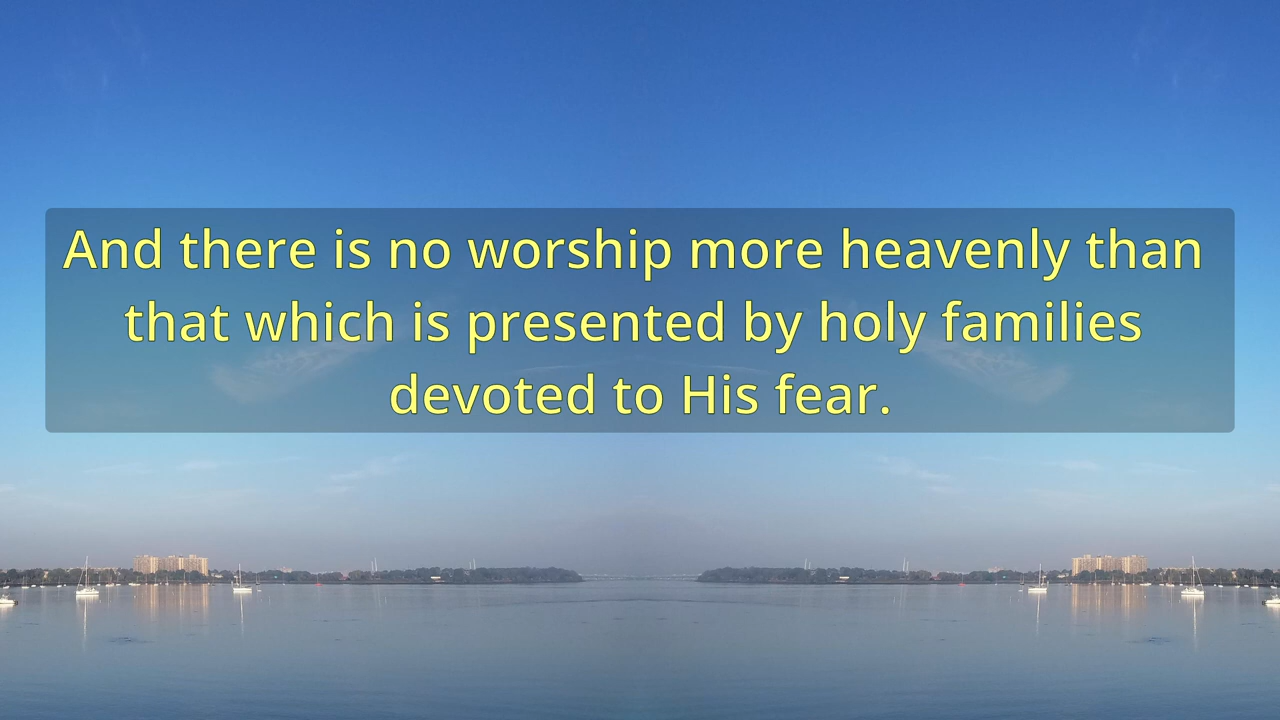 And there is no worship more heavenly than
that which is presented by holy families
devoted to His fear.